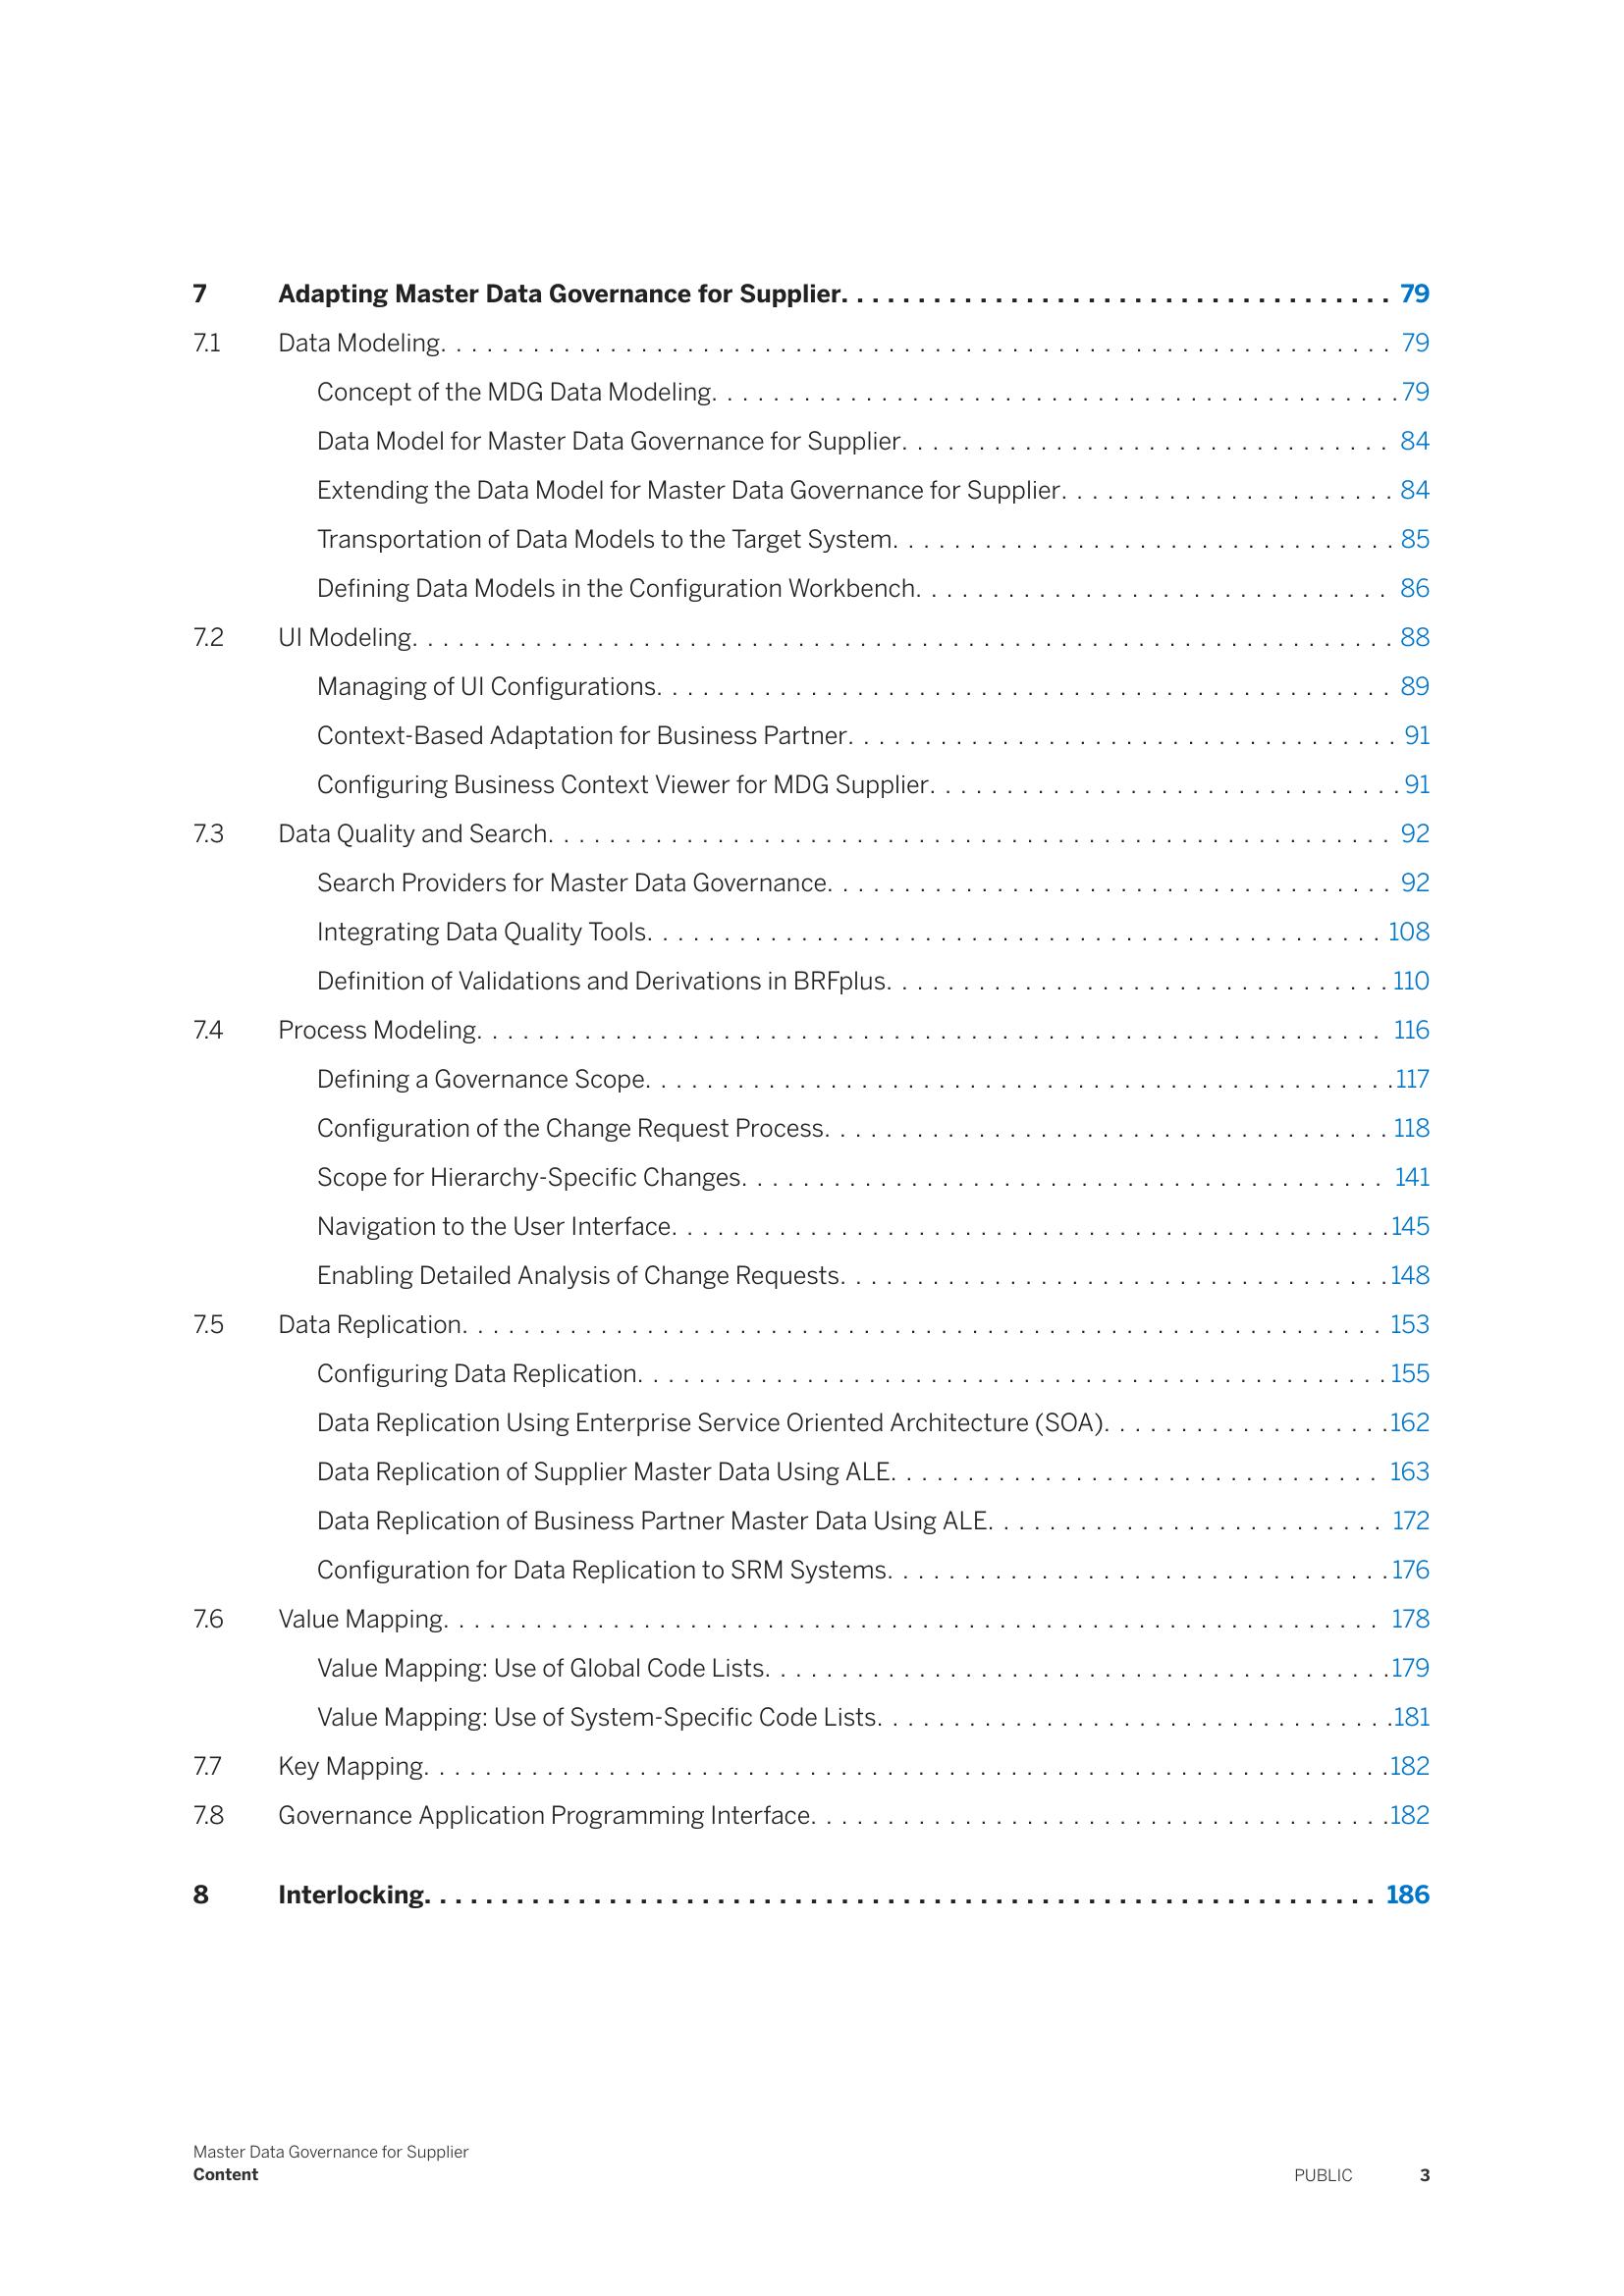 7 Adapting Master Data Governance for Supplier. . . . . . . . . . . . . . . . . . . . . . . . . . . . . . . . . . . . 79
7.1 Data Modeling. . . . . . . . . . . . . . . . . . . . . . . . . . . . . . . . . . . . . . . . . . . . . . . . . . . . . . . . . . . . . . 79
Concept of the MDG Data Modeling. . . . . . . . . . . . . . . . . . . . . . . . . . . . . . . . . . . . . . . . . . . . .79
Data Model for Master Data Governance for Supplier. . . . . . . . . . . . . . . . . . . . . . . . . . . . . . . . 84
Extending the Data Model for Master Data Governance for Supplier. . . . . . . . . . . . . . . . . . . . . . 84
Transportation of Data Models to the Target System. . . . . . . . . . . . . . . . . . . . . . . . . . . . . . . . . 85
Defining Data Models in the Configuration Workbench. . . . . . . . . . . . . . . . . . . . . . . . . . . . . . . 86
7.2 UI Modeling. . . . . . . . . . . . . . . . . . . . . . . . . . . . . . . . . . . . . . . . . . . . . . . . . . . . . . . . . . . . . . . . 88
Managing of UI Configurations. . . . . . . . . . . . . . . . . . . . . . . . . . . . . . . . . . . . . . . . . . . . . . . . 89
Context-Based Adaptation for Business Partner. . . . . . . . . . . . . . . . . . . . . . . . . . . . . . . . . . . . 91
Configuring Business Context Viewer for MDG Supplier. . . . . . . . . . . . . . . . . . . . . . . . . . . . . . .91
7.3 Data Quality and Search. . . . . . . . . . . . . . . . . . . . . . . . . . . . . . . . . . . . . . . . . . . . . . . . . . . . . . . 92
Search Providers for Master Data Governance. . . . . . . . . . . . . . . . . . . . . . . . . . . . . . . . . . . . . 92
Integrating Data Quality Tools. . . . . . . . . . . . . . . . . . . . . . . . . . . . . . . . . . . . . . . . . . . . . . . . 108
Definition of Validations and Derivations in BRFplus. . . . . . . . . . . . . . . . . . . . . . . . . . . . . . . . . 110
7.4 Process Modeling. . . . . . . . . . . . . . . . . . . . . . . . . . . . . . . . . . . . . . . . . . . . . . . . . . . . . . . . . . . 116
Defining a Governance Scope. . . . . . . . . . . . . . . . . . . . . . . . . . . . . . . . . . . . . . . . . . . . . . . . .117
Configuration of the Change Request Process. . . . . . . . . . . . . . . . . . . . . . . . . . . . . . . . . . . . . 118
Scope for Hierarchy-Specific Changes. . . . . . . . . . . . . . . . . . . . . . . . . . . . . . . . . . . . . . . . . . 141
Navigation to the User Interface. . . . . . . . . . . . . . . . . . . . . . . . . . . . . . . . . . . . . . . . . . . . . . .145
Enabling Detailed Analysis of Change Requests. . . . . . . . . . . . . . . . . . . . . . . . . . . . . . . . . . . .148
7.5 Data Replication. . . . . . . . . . . . . . . . . . . . . . . . . . . . . . . . . . . . . . . . . . . . . . . . . . . . . . . . . . . . 153
Configuring Data Replication. . . . . . . . . . . . . . . . . . . . . . . . . . . . . . . . . . . . . . . . . . . . . . . . . 155
Data Replication Using Enterprise Service Oriented Architecture (SOA). . . . . . . . . . . . . . . . . . .162
Data Replication of Supplier Master Data Using ALE. . . . . . . . . . . . . . . . . . . . . . . . . . . . . . . . 163
Data Replication of Business Partner Master Data Using ALE. . . . . . . . . . . . . . . . . . . . . . . . . . 172
Configuration for Data Replication to SRM Systems. . . . . . . . . . . . . . . . . . . . . . . . . . . . . . . . .176
7.6 Value Mapping. . . . . . . . . . . . . . . . . . . . . . . . . . . . . . . . . . . . . . . . . . . . . . . . . . . . . . . . . . . . . 178
Value Mapping: Use of Global Code Lists. . . . . . . . . . . . . . . . . . . . . . . . . . . . . . . . . . . . . . . . .179
Value Mapping: Use of System-Specific Code Lists. . . . . . . . . . . . . . . . . . . . . . . . . . . . . . . . . .181
7.7 Key Mapping. . . . . . . . . . . . . . . . . . . . . . . . . . . . . . . . . . . . . . . . . . . . . . . . . . . . . . . . . . . . . . .182
7.8 Governance Application Programming Interface. . . . . . . . . . . . . . . . . . . . . . . . . . . . . . . . . . . . . .182
8 Interlocking. . . . . . . . . . . . . . . . . . . . . . . . . . . . . . . . . . . . . . . . . . . . . . . . . . . . . . . . . . . . . . 186
Master Data Governance for Supplier
Content PUBLIC 3